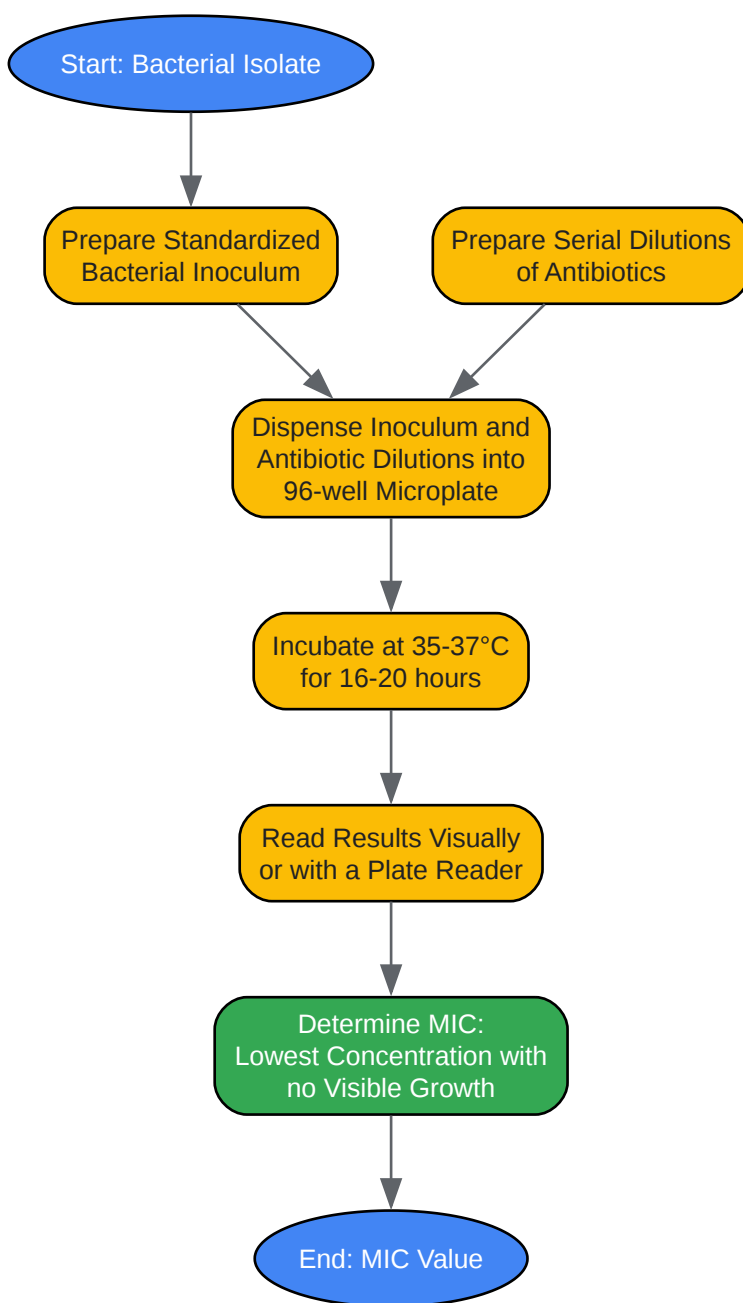 Start: Bacterial Isolate
Prepare Standardized
Bacterial Inoculum
Prepare Serial Dilutions
of Antibiotics
Dispense Inoculum and
Antibiotic Dilutions into
96-well Microplate
Incubate at 35-37°C
for 16-20 hours
Read Results Visually
or with a Plate Reader
Determine MIC:
Lowest Concentration with
no Visible Growth
End: MIC Value